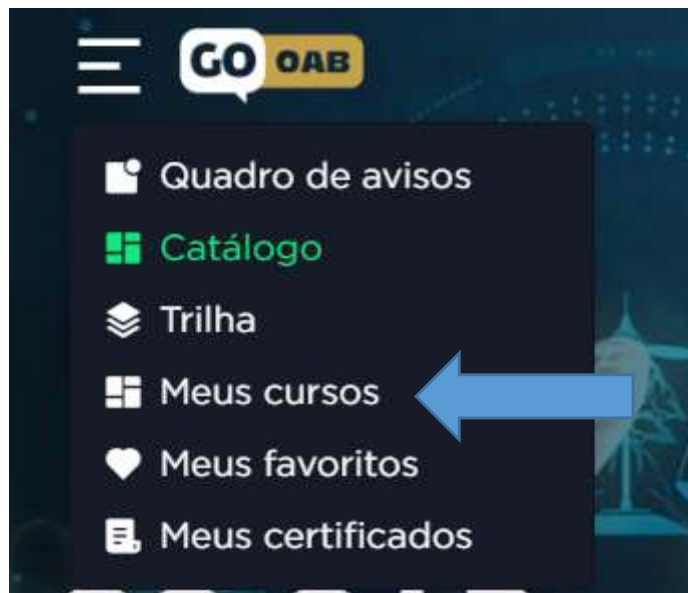 GO OAB
Quadro de avisos
Catálogo
Trilha
Meus cursos
Meus favoritos
Meus certificados